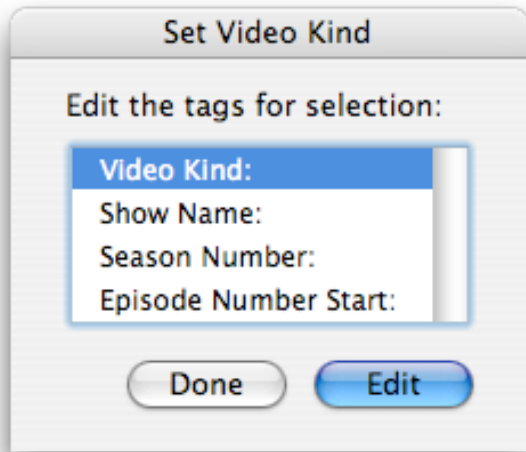 Set Video Kind
Edit the tags for selection:
Video Kind:
Show Name:
Season Number:
Episode Number Start:
Done
Edit